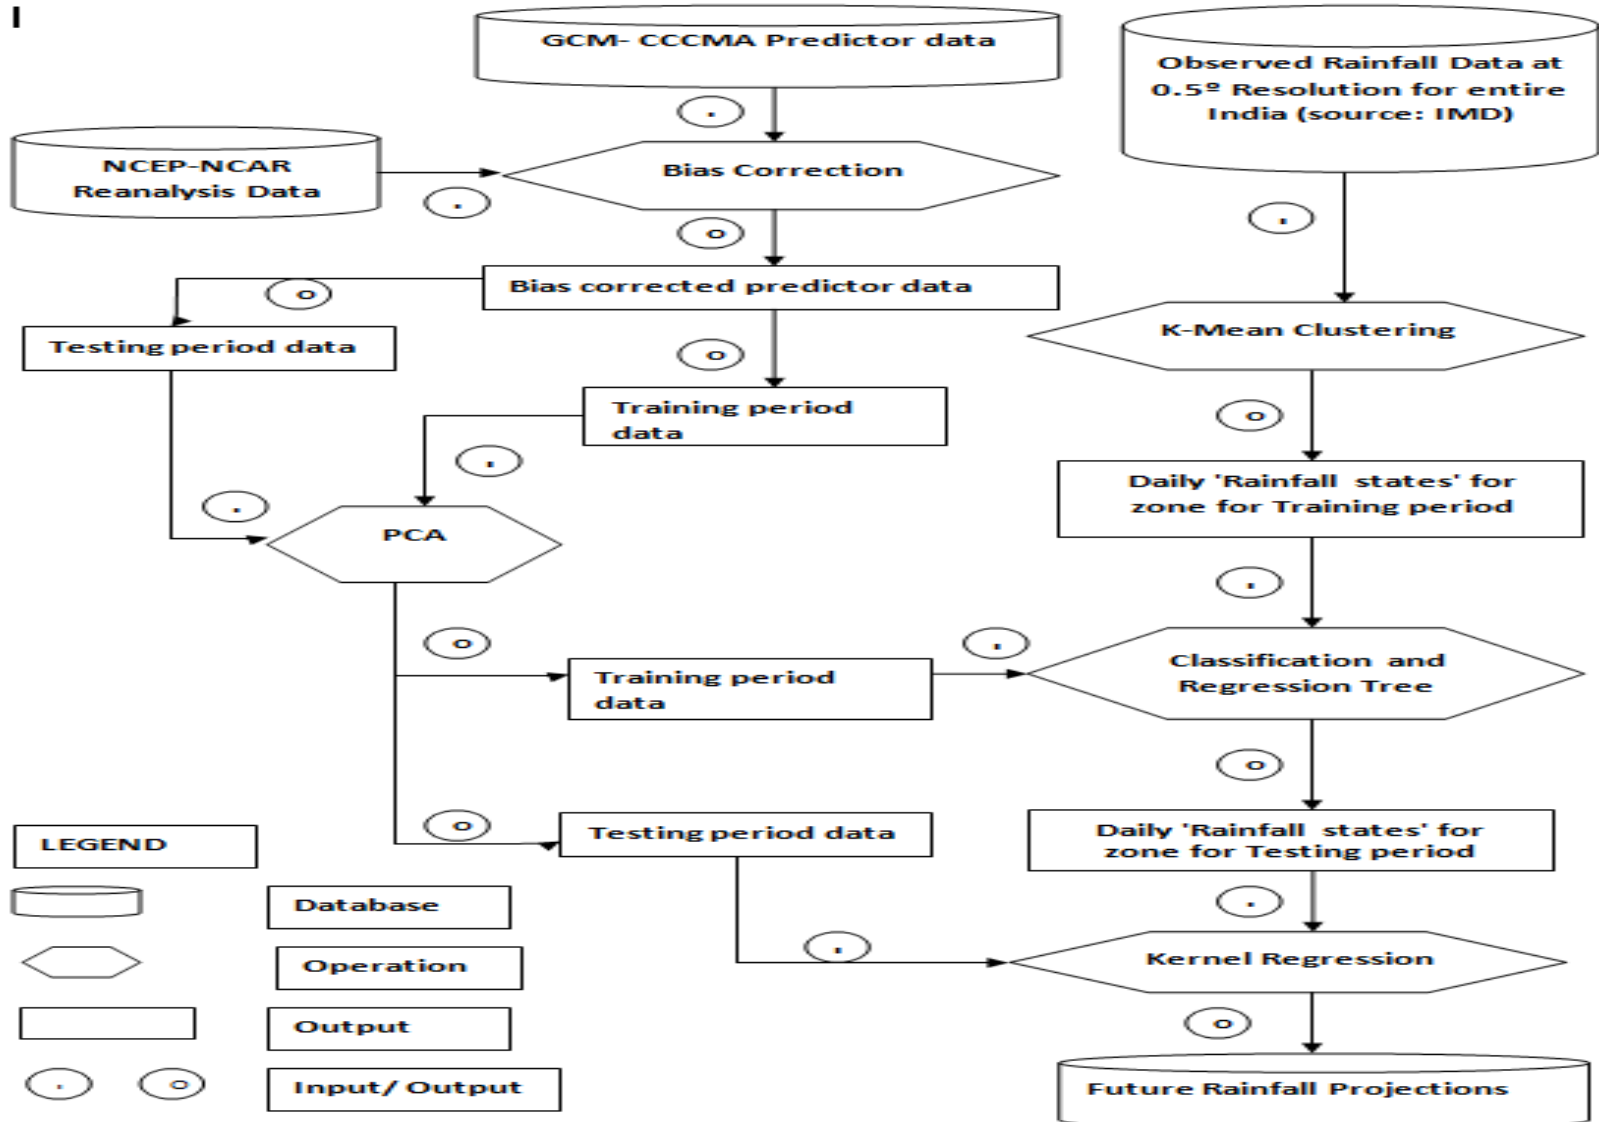 I
GCM- CCCMA Predictor data
Observed Rainfall Data at
0.5º Resolution for entire
India (source: IMD)
NCEP-NCAR
Reanalysis Data
Bias Correction
Bias corrected predictor data
Testing period data
K-Mean Clustering
Training period
data
Daily 'Rainfall states' for
zone for Training period
PCA
Classification and
Regression Tree
Training period
data
Testing period data
Daily 'Rainfall states' for
zone for Testing period
Kernel Regression
Future Rainfall Projections
LEGEND
Database
Operation
Output
Input/ Output